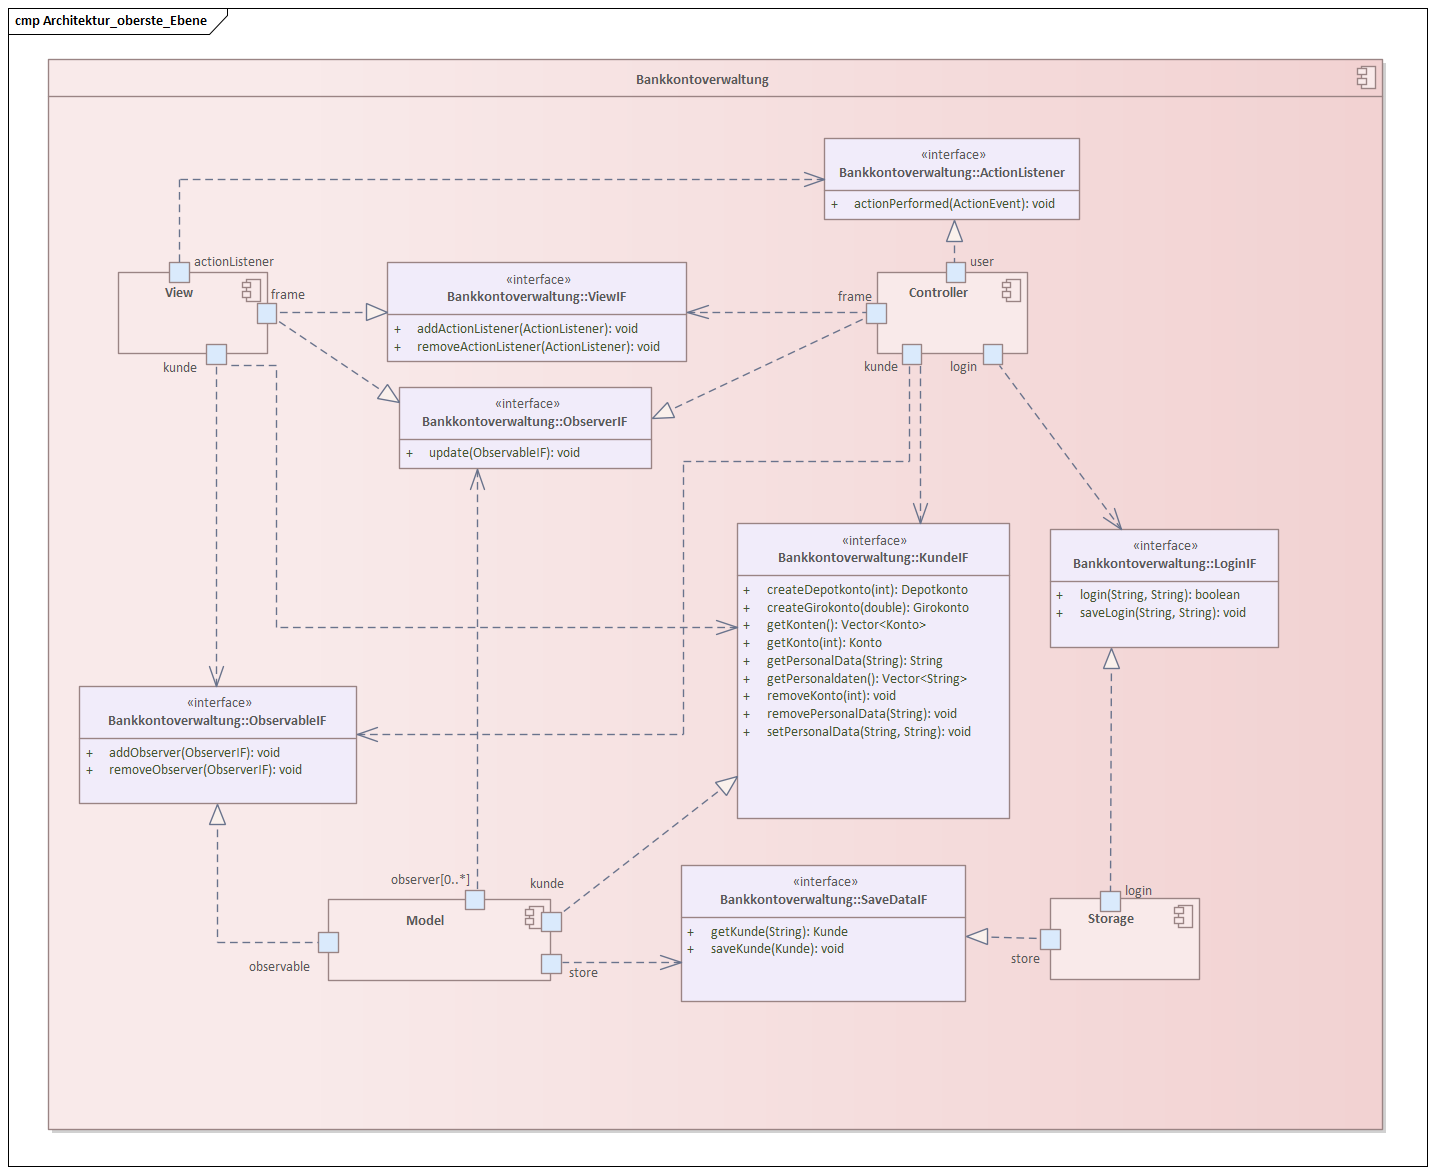 cmp Architektur_oberste_Ebene
Bankkontoverwaltung
«interface»
Bankkontoverwaltung::ActionListener
+ actionPerformed(ActionEvent): void
actionListener
View
frame
kunde
«interface»
Bankkontoverwaltung::ViewIF
+ addActionListener(ActionListener): void
+ removeActionListener(ActionListener): void
user
frame
Controller
kunde
login
«interface»
Bankkontoverwaltung::ObserverIF
+ update(ObservableIF): void
«interface»
Bankkontoverwaltung::KundeIF
+ createDepotkonto(int): Depotkonto
+ createGirokonto(double): Girokonto
+ getKonten(): Vector<Konto>
+ getKonto(int): Konto
+ getPersonalData(String): String
+ getPersonaldaten(): Vector<String>
+ removeKonto(int): void
+ removePersonalData(String): void
+ setPersonalData(String, String): void
«interface»
Bankkontoverwaltung::LoginIF
+ login(String, String): boolean
+ saveLogin(String, String): void
«interface»
Bankkontoverwaltung::ObservableIF
+ addObserver(ObserverIF): void
+ removeObserver(ObserverIF): void
observer[0..*]
kunde
Model
observable
store
«interface»
Bankkontoverwaltung::SaveDataIF
+ getKunde(String): Kunde
+ saveKunde(Kunde): void
login
Storage
store